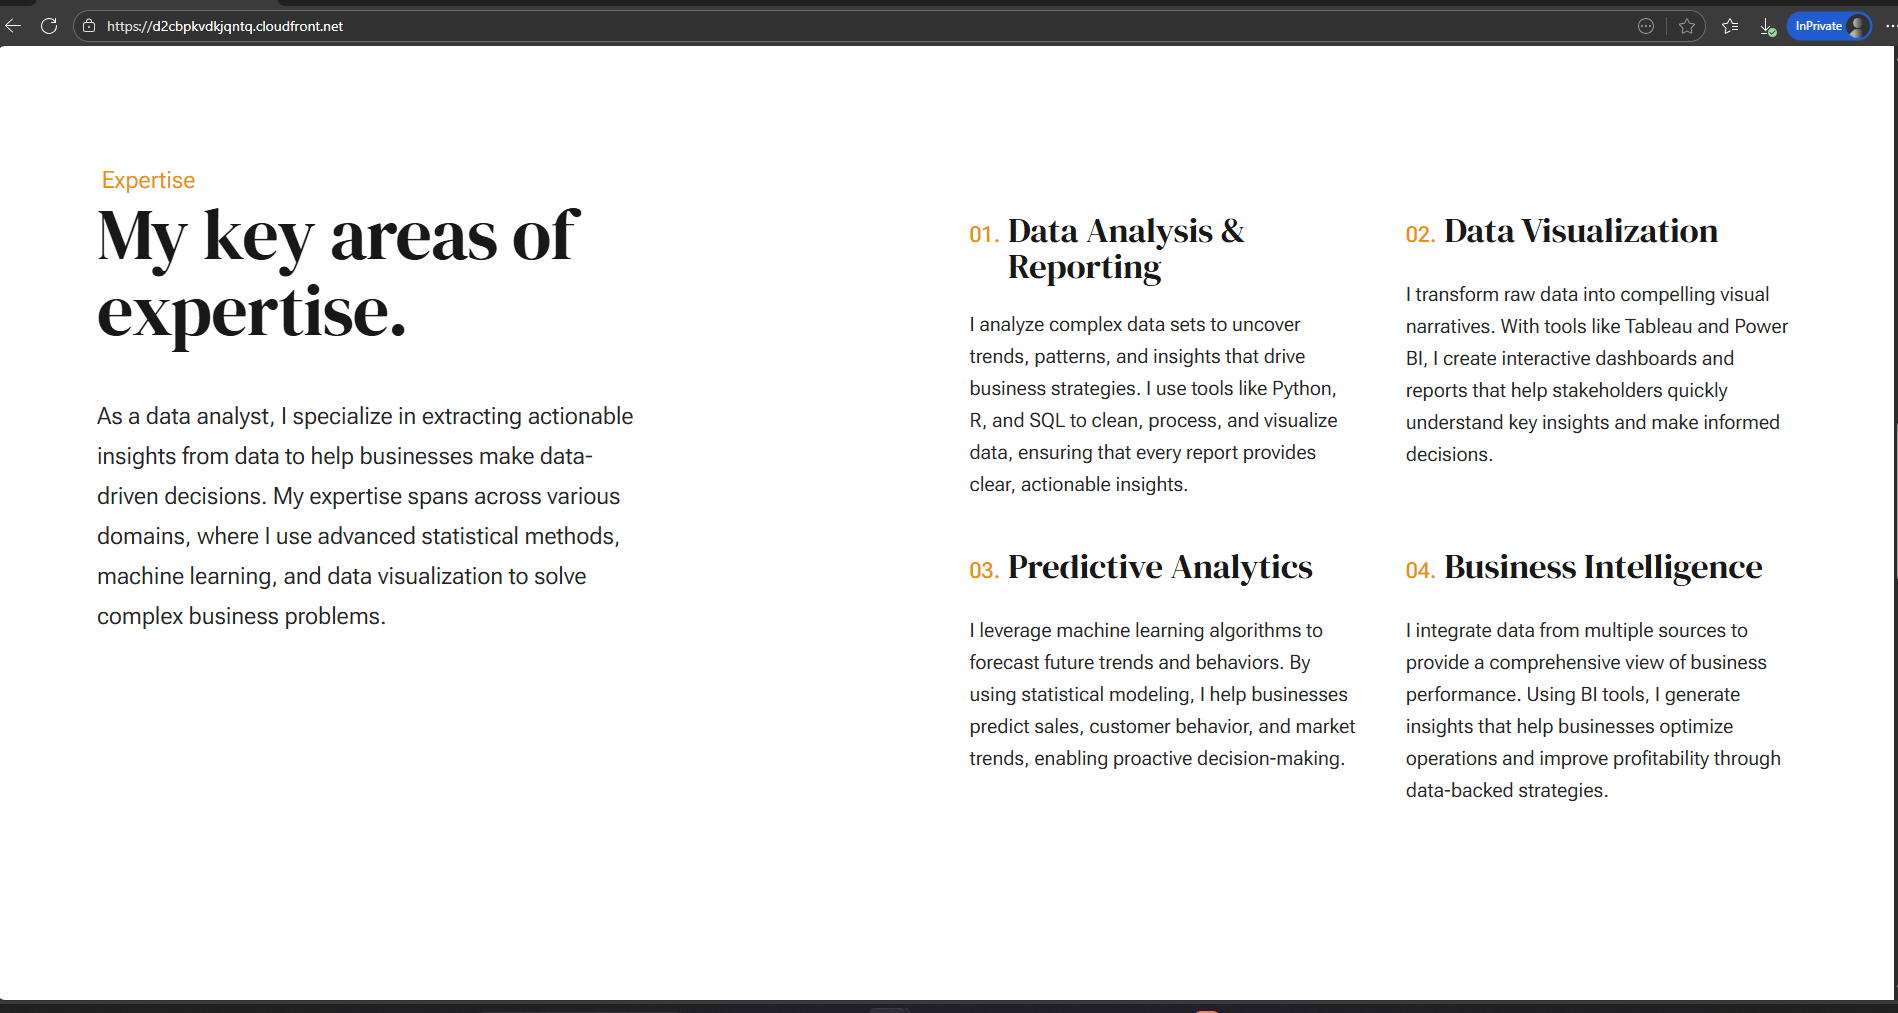 https://d2cbpkvdkjqntq.cloudfront.net
InPrivate
Expertise
My key areas of
expertise.
As a data analyst, I specialize in extracting actionable
insights from data to help businesses make data-
driven decisions. My expertise spans across various
domains, where I use advanced statistical methods,
machine learning, and data visualization to solve
complex business problems.
01. Data Analysis &
Reporting
I analyze complex data sets to uncover
trends, patterns, and insights that drive
business strategies. I use tools like Python,
R, and SQL to clean, process, and visualize
data, ensuring that every report provides
clear, actionable insights.
02. Data Visualization
I transform raw data into compelling visual
narratives. With tools like Tableau and Power
BI, I create interactive dashboards and
reports that help stakeholders quickly
understand key insights and make informed
decisions.
03. Predictive Analytics
I leverage machine learning algorithms to
forecast future trends and behaviors. By
using statistical modeling, I help businesses
predict sales, customer behavior, and market
trends, enabling proactive decision-making.
04. Business Intelligence
I integrate data from multiple sources to
provide a comprehensive view of business
performance. Using BI tools, I generate
insights that help businesses optimize
operations and improve profitability through
data-backed strategies.